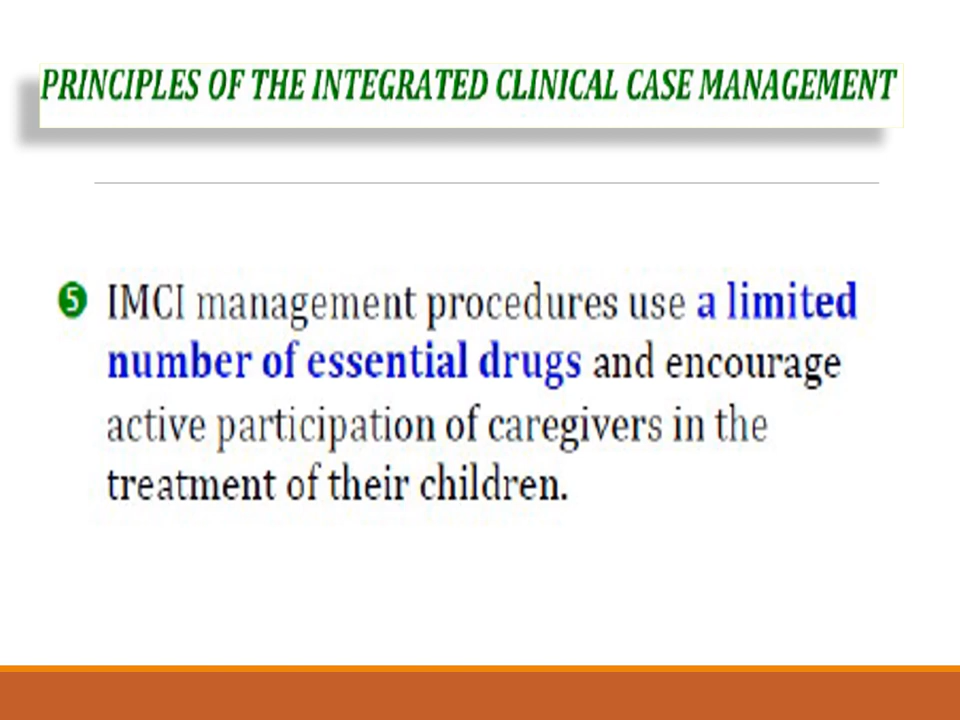 PRINCIPLES OF THE INTEGRATED CLINICAL CASE MANAGEMENT
❺ IMCI management procedures use a limited
number of essential drugs and encourage
active participation of caregivers in the
treatment of their children.